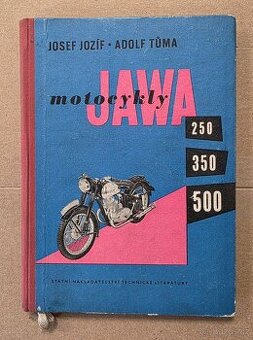 JOSEF JOZÍF · ADOLF TŮMA
motocykly
JAWA
250
350
500
STÁTNÍ NAKLADATELSTVÍ TECHNICKÉ LITERATURY